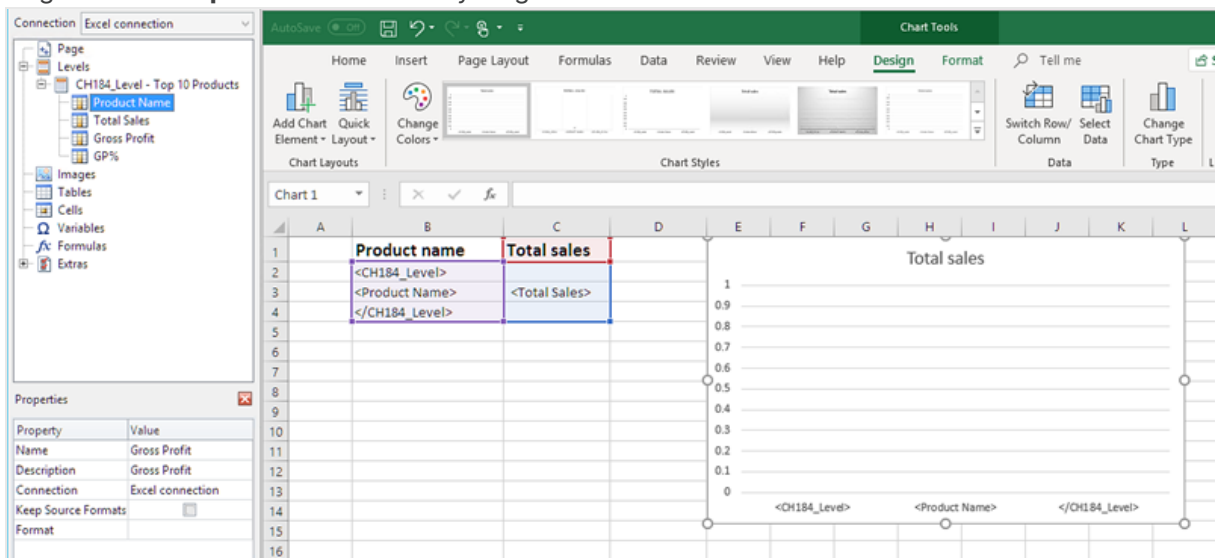 Connection Excel connection
Page
Levels
CH184_Level - Top 10 Products
Product Name
Total Sales
Gross Profit
GP%
Images
Tables
Cells
Ω Variables
fx Formulas
Extras
Properties
Property Value
Name Gross Profit
Description Gross Profit
Connection Excel connection
Keep Source Formats
Format
AutoSave Off
Chart Tools
Home Insert Page Layout Formulas Data Review View Help Design Format Tell me
Add Chart Element
Quick Layout
Change Colors
Switch Row/ Column
Select Data
Change Chart Type
Chart Layouts Chart Styles Data Type
Chart 1 fx
A B C D E F G H I J K L
1 Product name Total sales
2 <CH184_Level>
3 <Product Name> <Total Sales>
4 </CH184_Level>
5
6
7
8
9
10
11
12
13
14
15
16
Total sales
1
0.9
0.8
0.7
0.6
0.5
0.4
0.3
0.2
0.1
0
<CH184_Level> <Product Name> </CH184_Level>